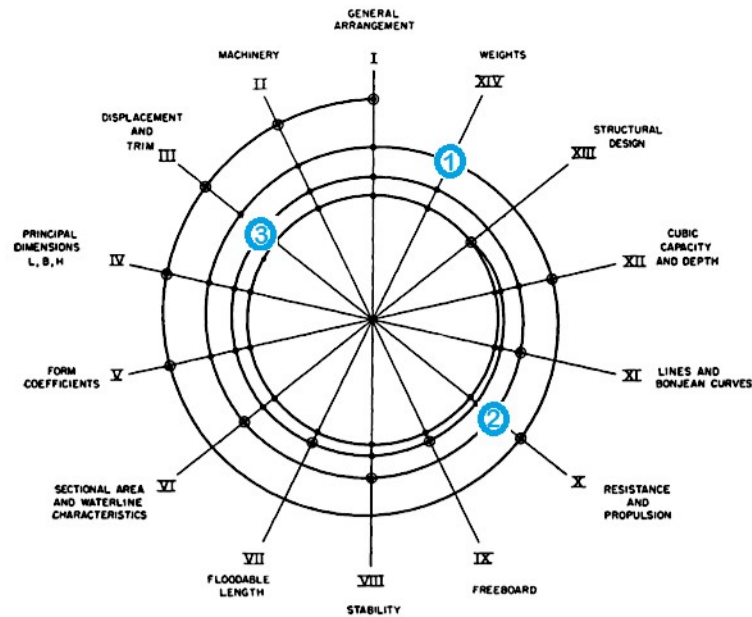 GENERAL
ARRANGEMENT
I
WEIGHTS
XIV
STRUCTURAL
DESIGN
XIII
CUBIC
CAPACITY
AND DEPTH
XII
LINES AND
BONJEAN CURVES
XI
RESISTANCE
AND
PROPULSION
X
FREEBOARD
IX
STABILITY
VIII
FLOODABLE
LENGTH
VII
SECTIONAL AREA
AND WATERLINE
CHARACTERISTICS
VI
FORM
COEFFICIENTS
V
PRINCIPAL
DIMENSIONS
L, B, H
IV
DISPLACEMENT
AND
TRIM
III
MACHINERY
II
1
2
3